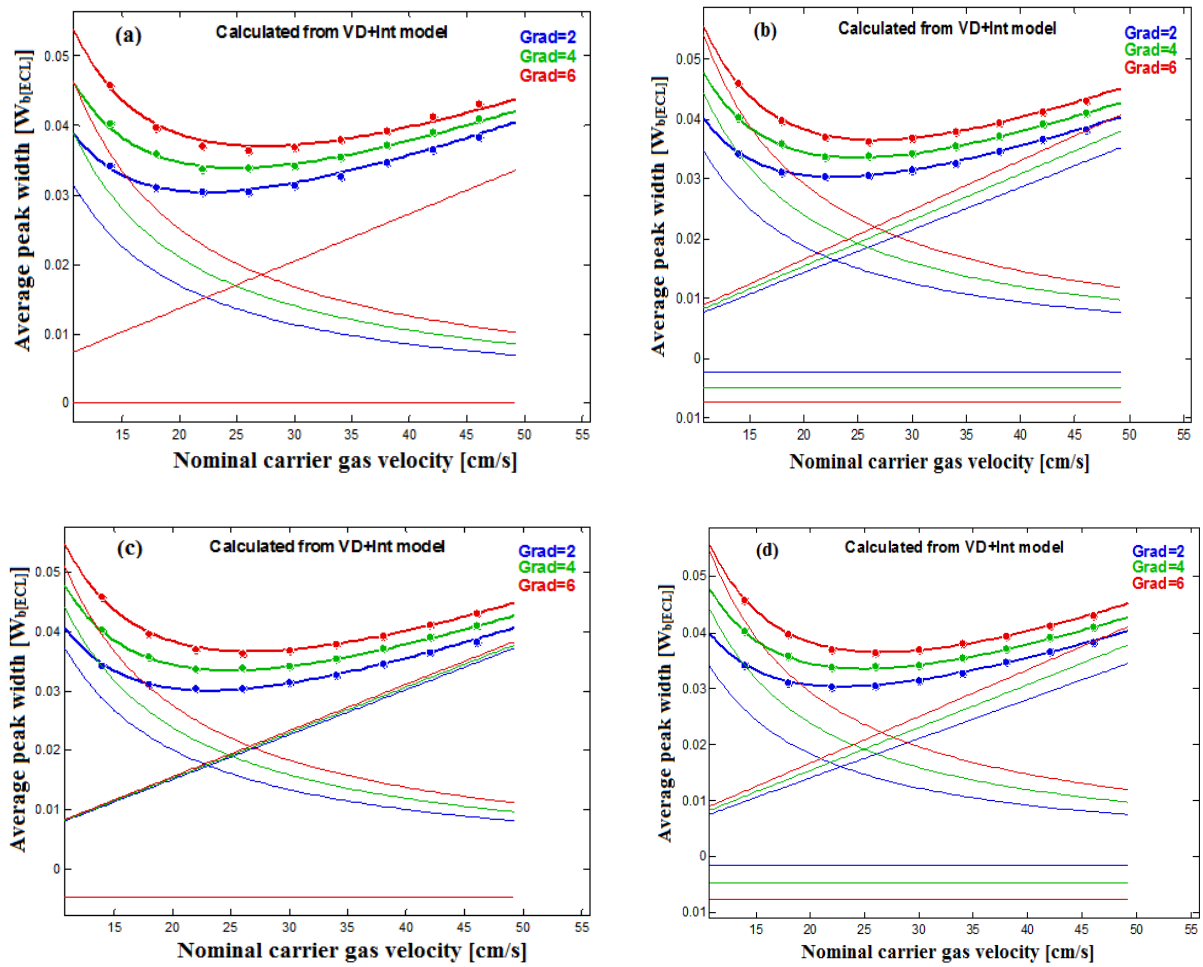 (a)
Calculated from VD+Int model
Grad=2
Grad=4
Grad=6
Average peak width [Wb[ECL]]
0.05
0.04
0.03
0.02
0.01
0
15 20 25 30 35 40 45 50 55
Nominal carrier gas velocity [cm/s]
(b)
Calculated from VD+Int model
Grad=2
Grad=4
Grad=6
Average peak width [Wb[ECL]]
0.05
0.04
0.03
0.02
0.01
0
0.01
15 20 25 30 35 40 45 50 55
Nominal carrier gas velocity [cm/s]
(c)
Calculated from VD+Int model
Grad=2
Grad=4
Grad=6
Average peak width [Wb[ECL]]
0.05
0.04
0.03
0.02
0.01
0
15 20 25 30 35 40 45 50 55
Nominal carrier gas velocity [cm/s]
(d)
Calculated from VD+Int model
Grad=2
Grad=4
Grad=6
Average peak width [Wb[ECL]]
0.05
0.04
0.03
0.02
0.01
0
0.01
15 20 25 30 35 40 45 50 55
Nominal carrier gas velocity [cm/s]